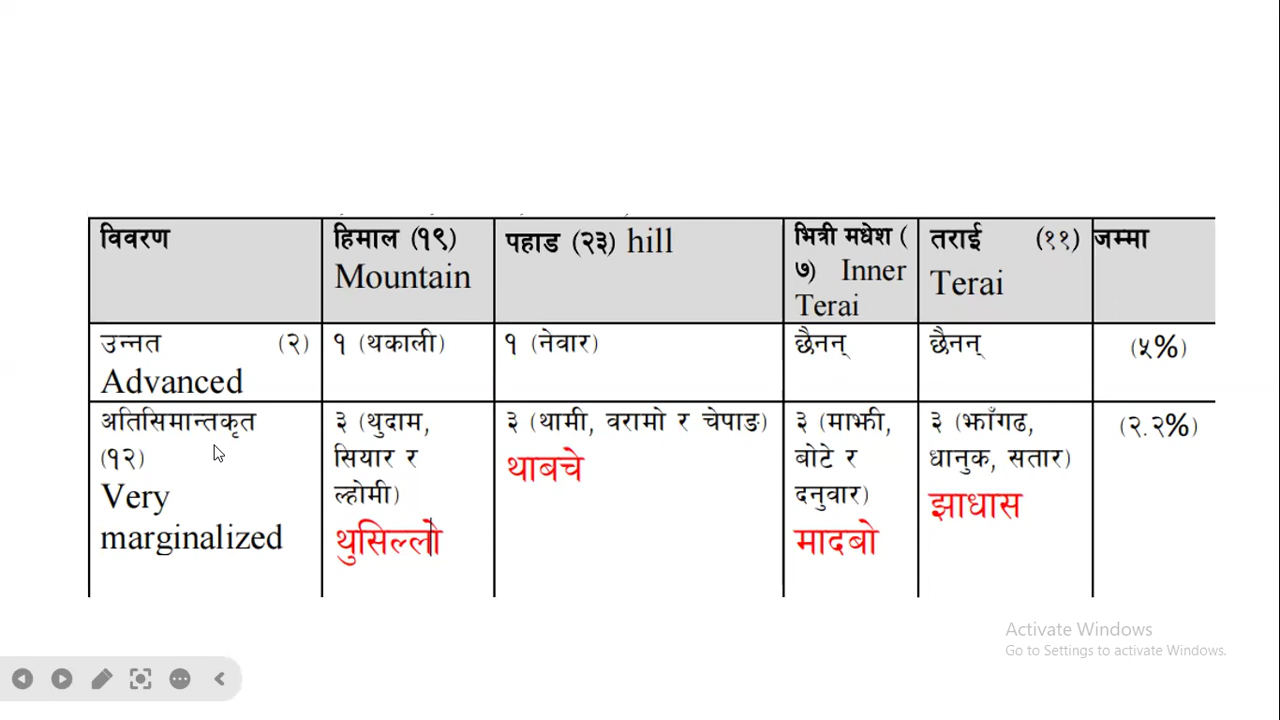 विवरण
हिमाल (१९)
Mountain
पहाड (२३) hill
भित्री मधेश (
७) Inner
Terai
तराई (११)
Terai
जम्मा
उन्नत (२)
Advanced
१ (थकाली)
१ (नेवार)
छैनन्
छैनन्
(५%)
अतिसिमान्तकृत
(१२)
Very
marginalized
३ (थुदाम,
सियार र
ल्होमी)
थुसिल्लो
३ (थामी, वरामो र चेपाङ)
थाबचे
३ (माझी,
बोटे र
दनुवार)
मादबो
३ (झाँगढ,
धानुक, सतार)
झाधास
(२.२%)
Activate Windows
Go to Settings to activate Windows.